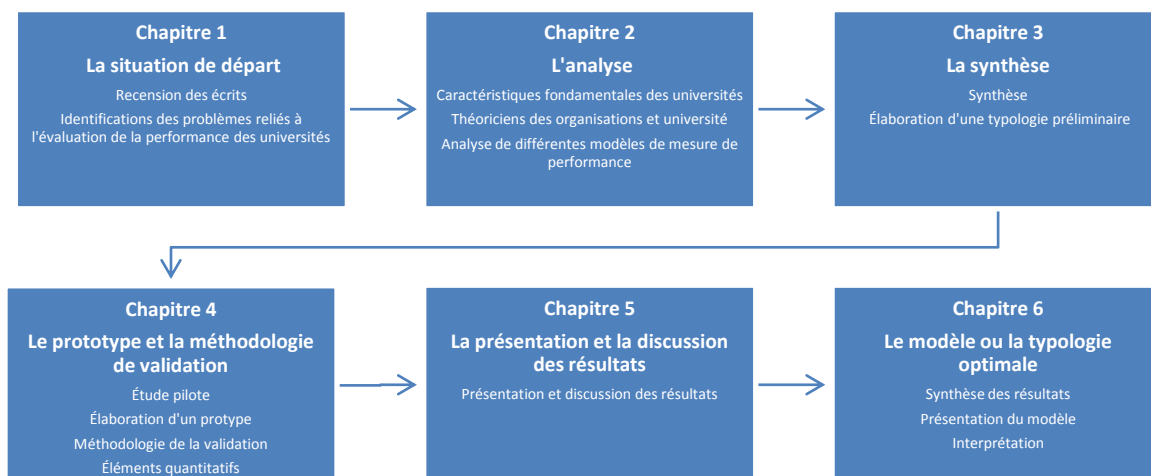 Chapitre 1
La situation de départ
Recension des écrits
Identifications des problèmes reliés à
l'évaluation de la performance des universités
Chapitre 2
L'analyse
Caractéristiques fondamentales des universités
Théoriciens des organisations et université
Analyse de différentes modèles de mesure de
performance
Chapitre 3
La synthèse
Synthèse
Élaboration d'une typologie préliminaire
Chapitre 4
Le prototype et la méthodologie
de validation
Étude pilote
Élaboration d'un protype
Méthodologie de la validation
Éléments quantitatifs
Chapitre 5
La présentation et la discussion
des résultats
Présentation et discussion des résultats
Chapitre 6
Le modèle ou la typologie
optimale
Synthèse des résultats
Présentation du modèle
Interprétation